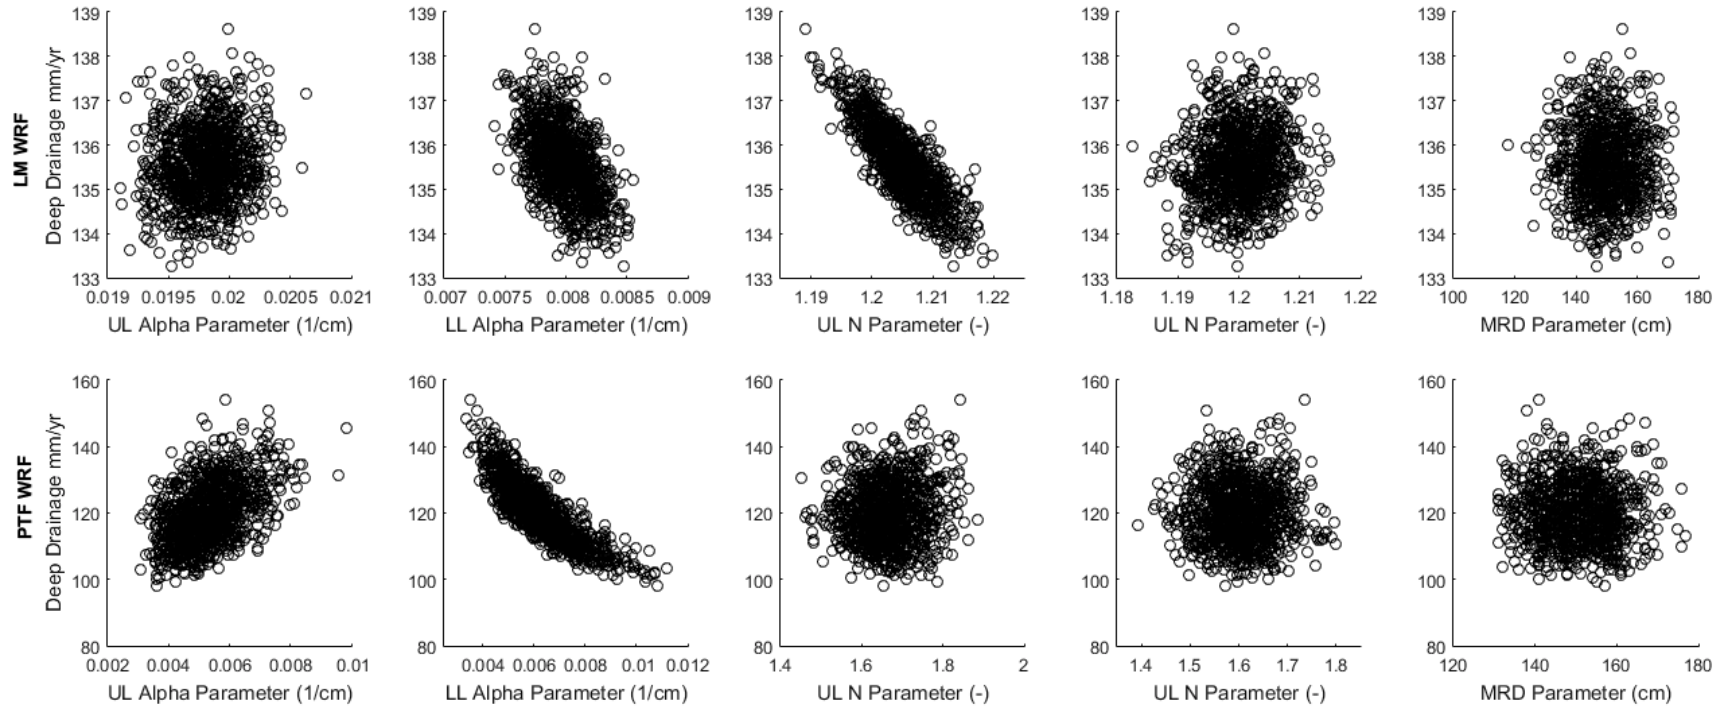 LM WRF
Deep Drainage mm/yr
139
138
137
136
135
134
133
0.019 0.0195 0.02 0.0205 0.021
UL Alpha Parameter (1/cm)
139
138
137
136
135
134
133
0.007 0.0075 0.008 0.0085 0.009
LL Alpha Parameter (1/cm)
139
138
137
136
135
134
133
1.19 1.2 1.21 1.22
UL N Parameter (-)
139
138
137
136
135
134
133
1.18 1.19 1.2 1.21 1.22
UL N Parameter (-)
139
138
137
136
135
134
133
100 120 140 160 180
MRD Parameter (cm)
PTF WRF
Deep Drainage mm/yr
160
140
120
100
80
0.002 0.004 0.006 0.008 0.01
UL Alpha Parameter (1/cm)
160
140
120
100
80
0.004 0.006 0.008 0.01 0.012
LL Alpha Parameter (1/cm)
160
140
120
100
80
1.4 1.6 1.8 2
UL N Parameter (-)
160
140
120
100
80
1.4 1.5 1.6 1.7 1.8
UL N Parameter (-)
160
140
120
100
80
120 140 160 180
MRD Parameter (cm)